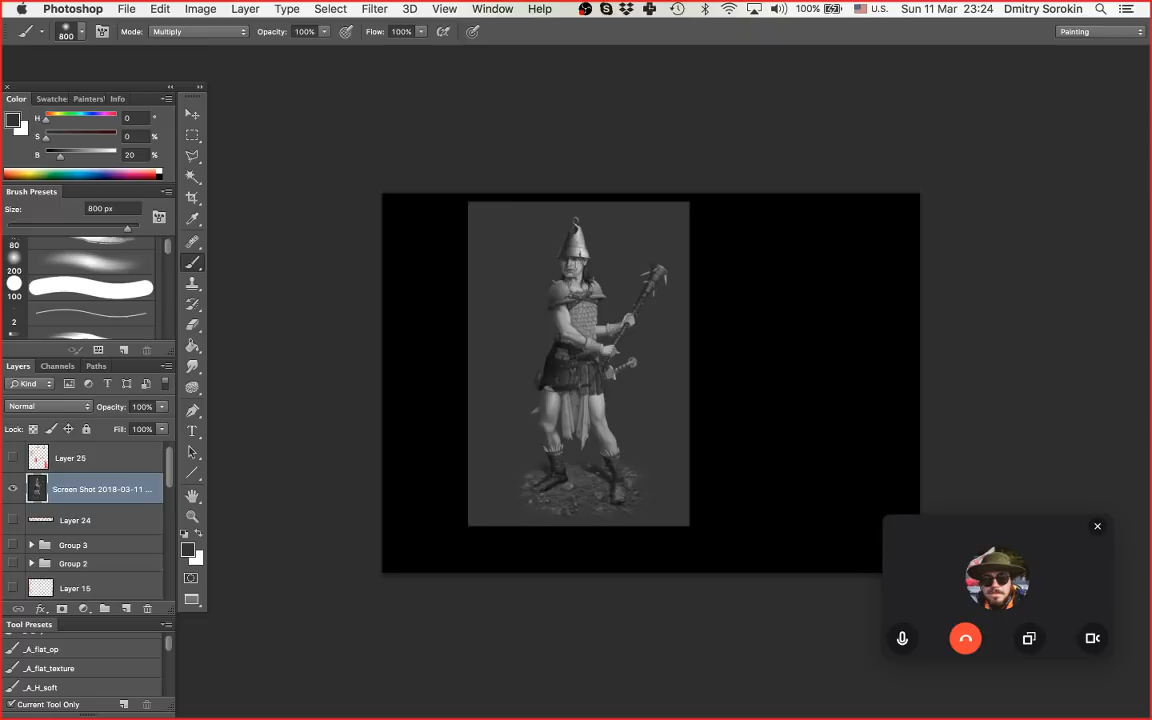 Photoshop File Edit Image Layer Type Select Filter 3D View Window Help 100% U.S. Sun 11 Mar 23:24 Dmitry Sorokin
800 Mode: Multiply Opacity: 100% Flow: 100% Painting
Color Swatche Painters' Info
H 0 °
S 0 %
B 20 %
Brush Presets
Size: 800 px
80
200
100
2
Layers Channels Paths
Kind
Normal Opacity: 100%
Lock: Fill: 100%
Layer 25
Screen Shot 2018-03-11 ...
Layer 24
Group 3
Group 2
Layer 15
fx
Tool Presets
_A_flat_op
_A_flat_texture
_A_H_soft
Current Tool Only